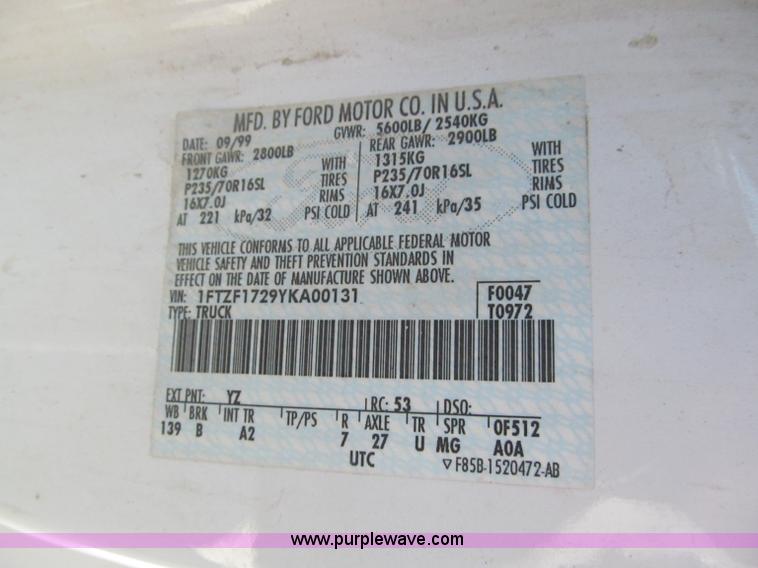 MFD. BY FORD MOTOR CO. IN U.S.A.
DATE: 09/99 GVWR: 5600LB/ 2540KG
FRONT GAWR: 2800LB REAR GAWR: 2900LB
1270KG WITH 1315KG WITH
P235/70R16SL TIRES P235/70R16SL TIRES
16X7.0J RIMS 16X7.0J RIMS
AT 221 kPa/32 PSI COLD AT 241 kPa/35 PSI COLD
THIS VEHICLE CONFORMS TO ALL APPLICABLE FEDERAL MOTOR
VEHICLE SAFETY AND THEFT PREVENTION STANDARDS IN
EFFECT ON THE DATE OF MANUFACTURE SHOWN ABOVE.
VIN: 1FTZF1729YKA00131 F0047
TYPE: TRUCK T0972
EXT PNT: YZ RC: 53 DSO:
WB BRK INT TR TP/PS R AXLE TR SPR 0F512
139 B A2 7 27 U MG A0A
UTC ▽F85B-1520472-AB
www.purplewave.com